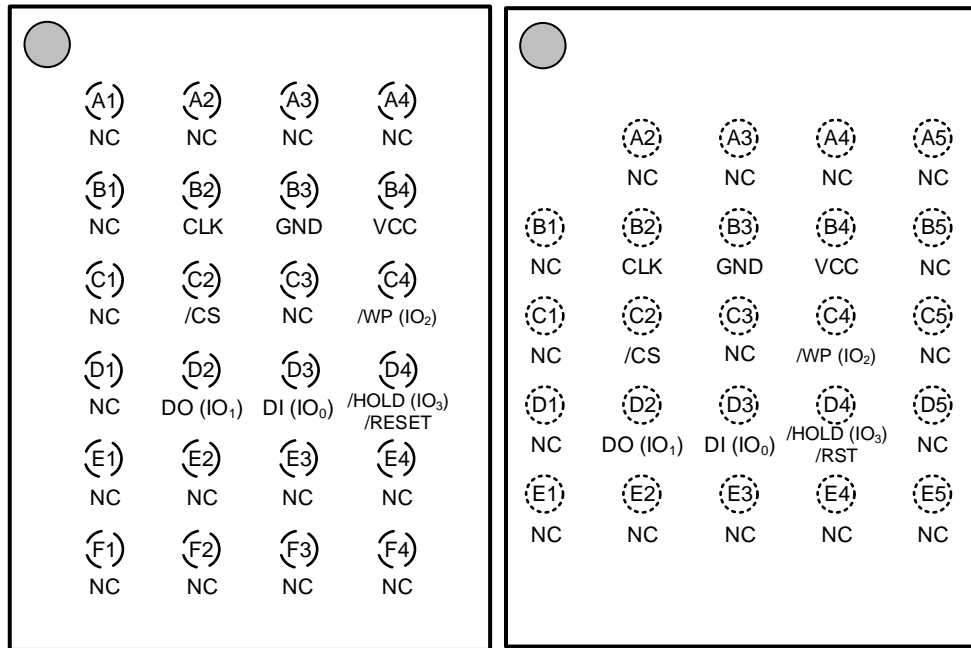 A1 A2 A3 A4
NC NC NC NC
B1 B2 B3 B4
NC CLK GND VCC
C1 C2 C3 C4
NC /CS NC /WP (IO₂)
D1 D2 D3 D4
NC DO (IO₁) DI (IO₀) /HOLD (IO₃)
/RESET
E1 E2 E3 E4
NC NC NC NC
F1 F2 F3 F4
NC NC NC NC
A2 A3 A4 A5
NC NC NC NC
B1 B2 B3 B4 B5
NC CLK GND VCC NC
C1 C2 C3 C4 C5
NC /CS NC /WP (IO₂) NC
D1 D2 D3 D4 D5
NC DO (IO₁) DI (IO₀) /HOLD (IO₃) NC
/RST
E1 E2 E3 E4 E5
NC NC NC NC NC